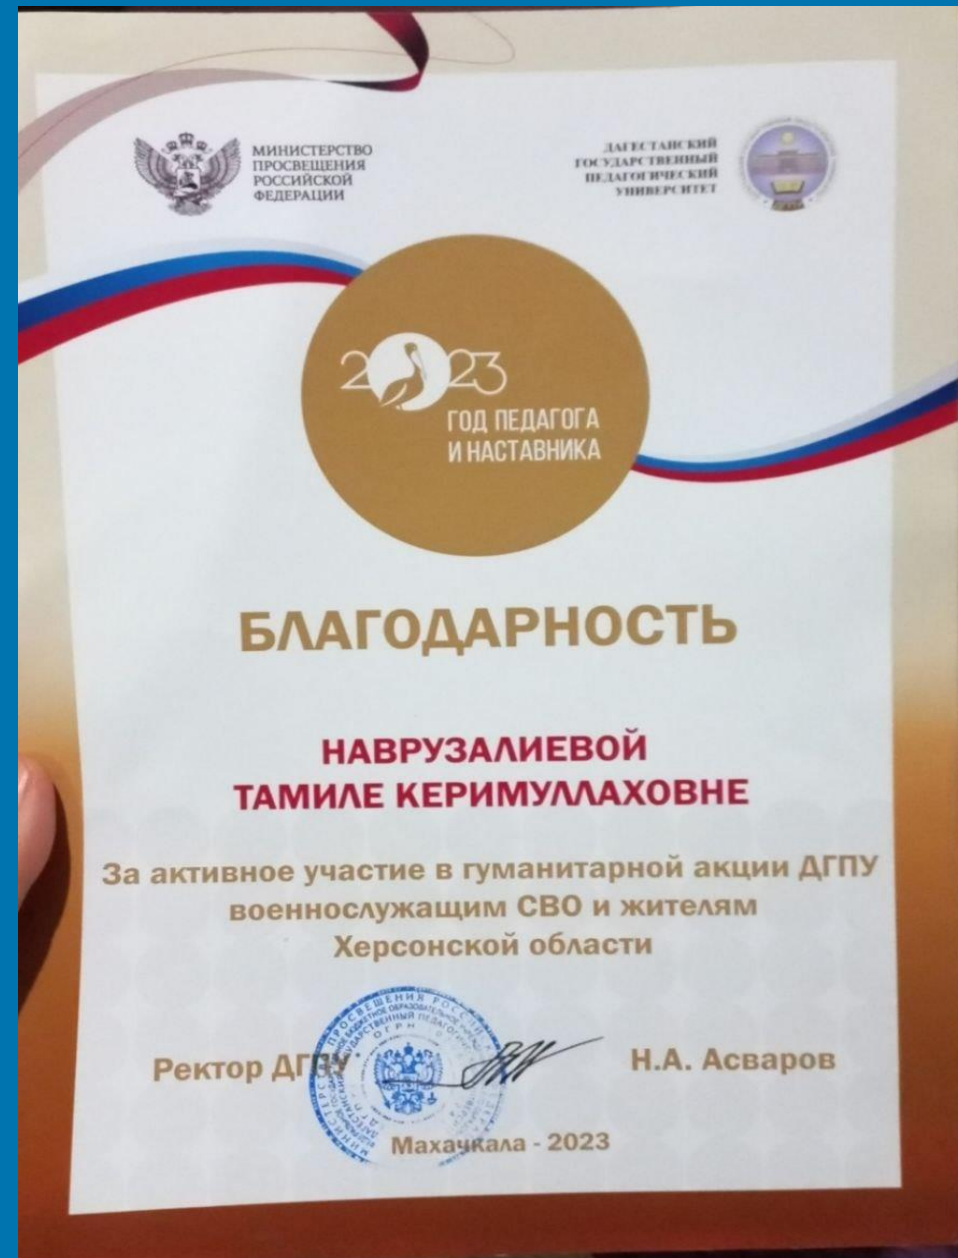 МИНИСТЕРСТВО
ПРОСВЕЩЕНИЯ
РОССИЙСКОЙ
ФЕДЕРАЦИИ
ДАГЕСТАНСКИЙ
ГОСУДАРСТВЕННЫЙ
ПЕДАГОГИЧЕСКИЙ
УНИВЕРСИТЕТ
2023
ГОД ПЕДАГОГА
И НАСТАВНИКА
БЛАГОДАРНОСТЬ
НАВРУЗАЛИЕВОЙ
ТАМИЛЕ КЕРИМУЛЛАХОВНЕ
За активное участие в гуманитарной акции ДГПУ
военнослужащим СВО и жителям
Херсонской области
Ректор ДГПУ
Н.А. Асваров
Махачкала - 2023